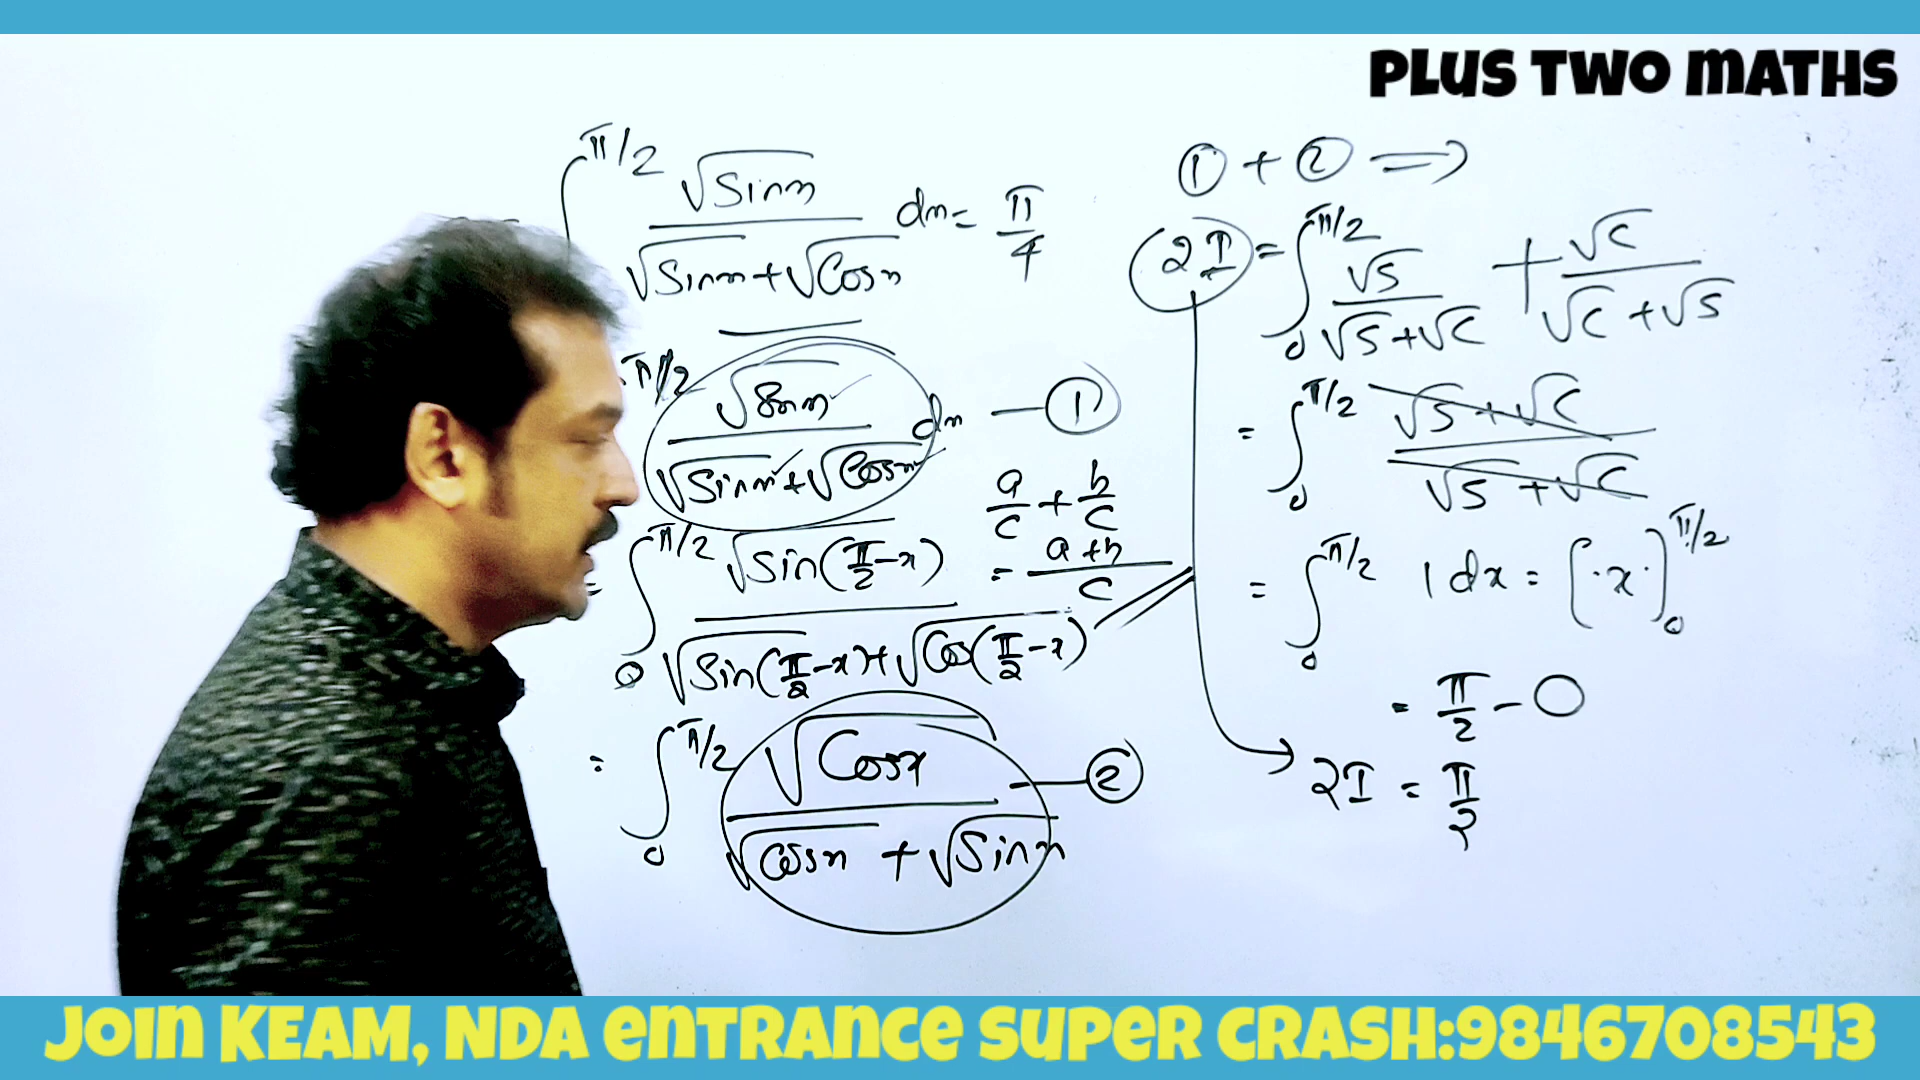 PLUS TWO MATHS
∫ π/2 √Sinx / √Sinx + √Cosx dx = π/4
π/2 √Sinx / √Sinx + √Cosx dx — ①
a/c + b/c
= a+b / c
= ∫₀ π/2 √Sin(π/2 - x) / √Sin(π/2 - x) + √Cos(π/2 - x)
= ∫₀ π/2 √Cosx / √Cosx + √Sinx — ②
① + ② ⇒
2I = ∫₀ π/2 √S / √S + √C + √C / √C + √S
= ∫₀ π/2 √S + √C / √S + √C
= ∫₀ π/2 1 dx = [x]₀ π/2
= π/2 - 0
2I = π/2
JOIN KEAM, NDA ENTRANCE SUPER CRASH:9846708543